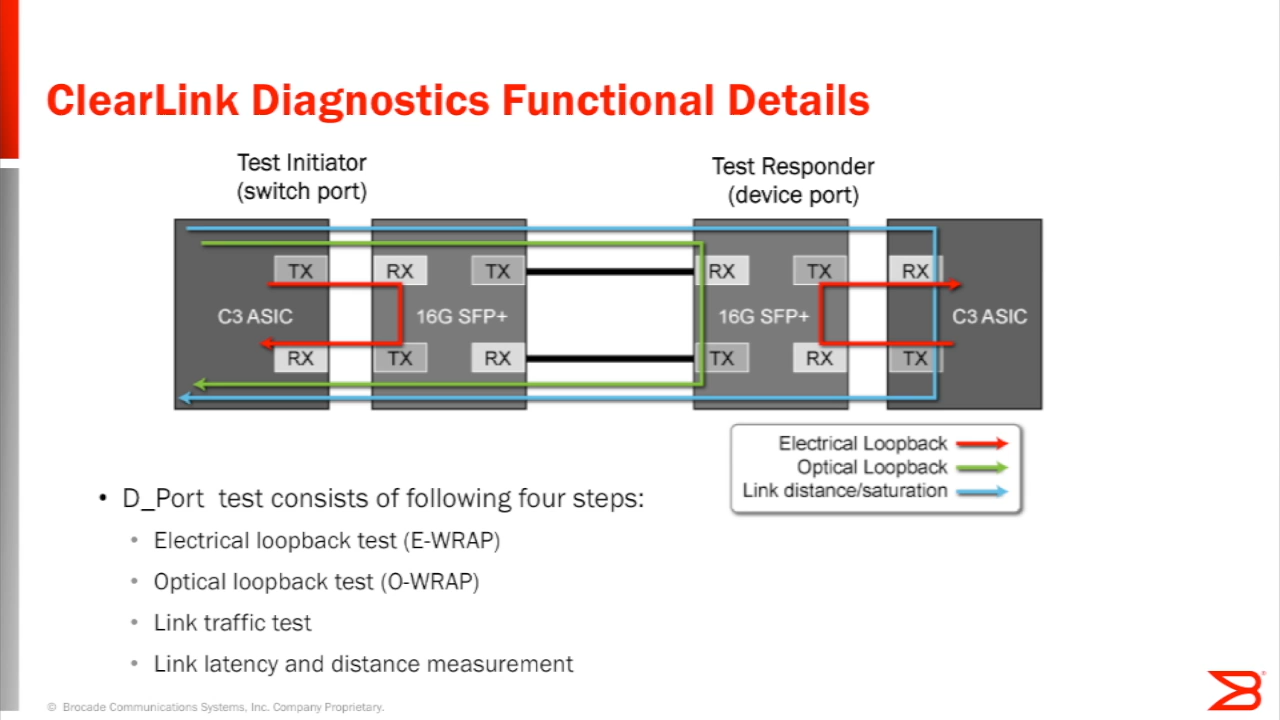 ClearLink Diagnostics Functional Details
Test Initiator
(switch port)
Test Responder
(device port)
TX
RX
TX
RX
TX
RX
C3 ASIC
16G SFP+
16G SFP+
C3 ASIC
RX
TX
RX
TX
RX
TX
Electrical Loopback
Optical Loopback
Link distance/saturation
• D_Port test consists of following four steps:
• Electrical loopback test (E-WRAP)
• Optical loopback test (O-WRAP)
• Link traffic test
• Link latency and distance measurement
© Brocade Communications Systems, Inc. Company Proprietary.